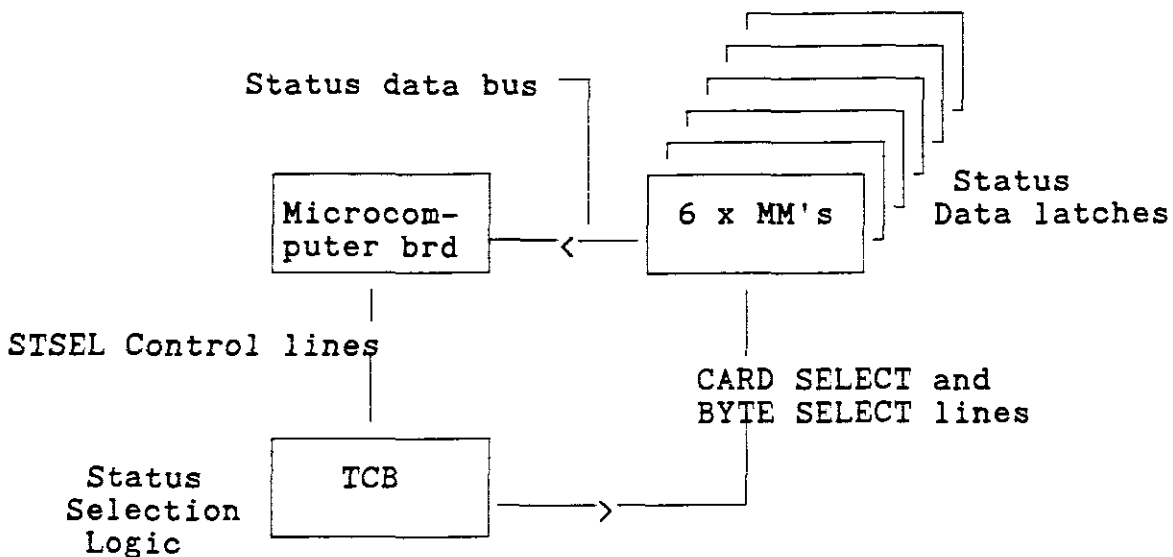 Status data bus
Microcom-
puter brd
6 x MM's
Status
Data latches
STSEL Control lines
CARD SELECT and
BYTE SELECT lines
Status
Selection
Logic
TCB